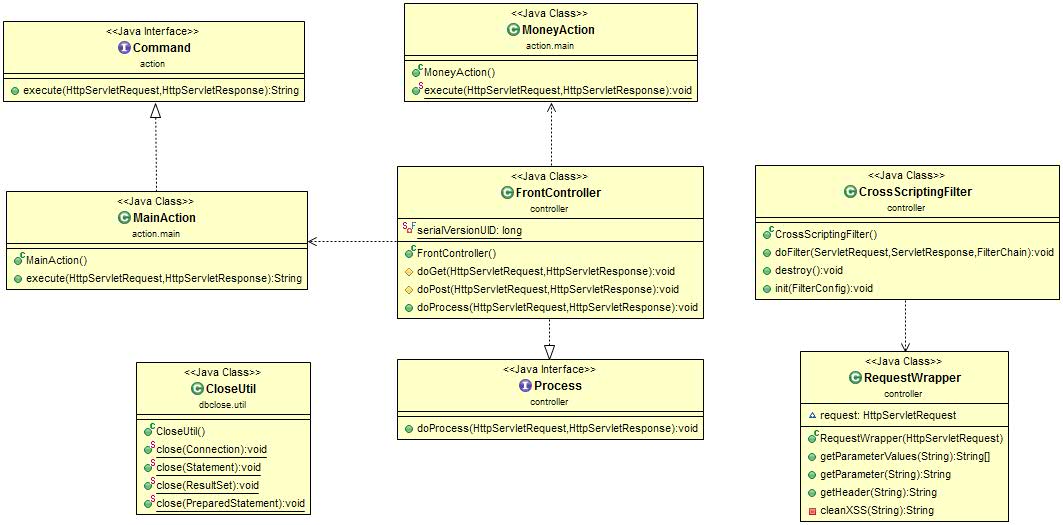 <<Java Interface>>
Command
action
execute(HttpServletRequest,HttpServletResponse):String
<<Java Class>>
MoneyAction
action.main
MoneyAction()
execute(HttpServletRequest,HttpServletResponse):void
<<Java Class>>
MainAction
action.main
MainAction()
execute(HttpServletRequest,HttpServletResponse):String
<<Java Class>>
FrontController
controller
serialVersionUID: long
FrontController()
doGet(HttpServletRequest,HttpServletResponse):void
doPost(HttpServletRequest,HttpServletResponse):void
doProcess(HttpServletRequest,HttpServletResponse):void
<<Java Class>>
CrossScriptingFilter
controller
CrossScriptingFilter()
doFilter(ServletRequest,ServletResponse,FilterChain):void
destroy():void
init(FilterConfig):void
<<Java Class>>
CloseUtil
dbclose.util
CloseUtil()
close(Connection):void
close(Statement):void
close(ResultSet):void
close(PreparedStatement):void
<<Java Interface>>
Process
controller
doProcess(HttpServletRequest,HttpServletResponse):void
<<Java Class>>
RequestWrapper
controller
request: HttpServletRequest
RequestWrapper(HttpServletRequest)
getParameterValues(String):String[]
getParameter(String):String
getHeader(String):String
cleanXSS(String):String